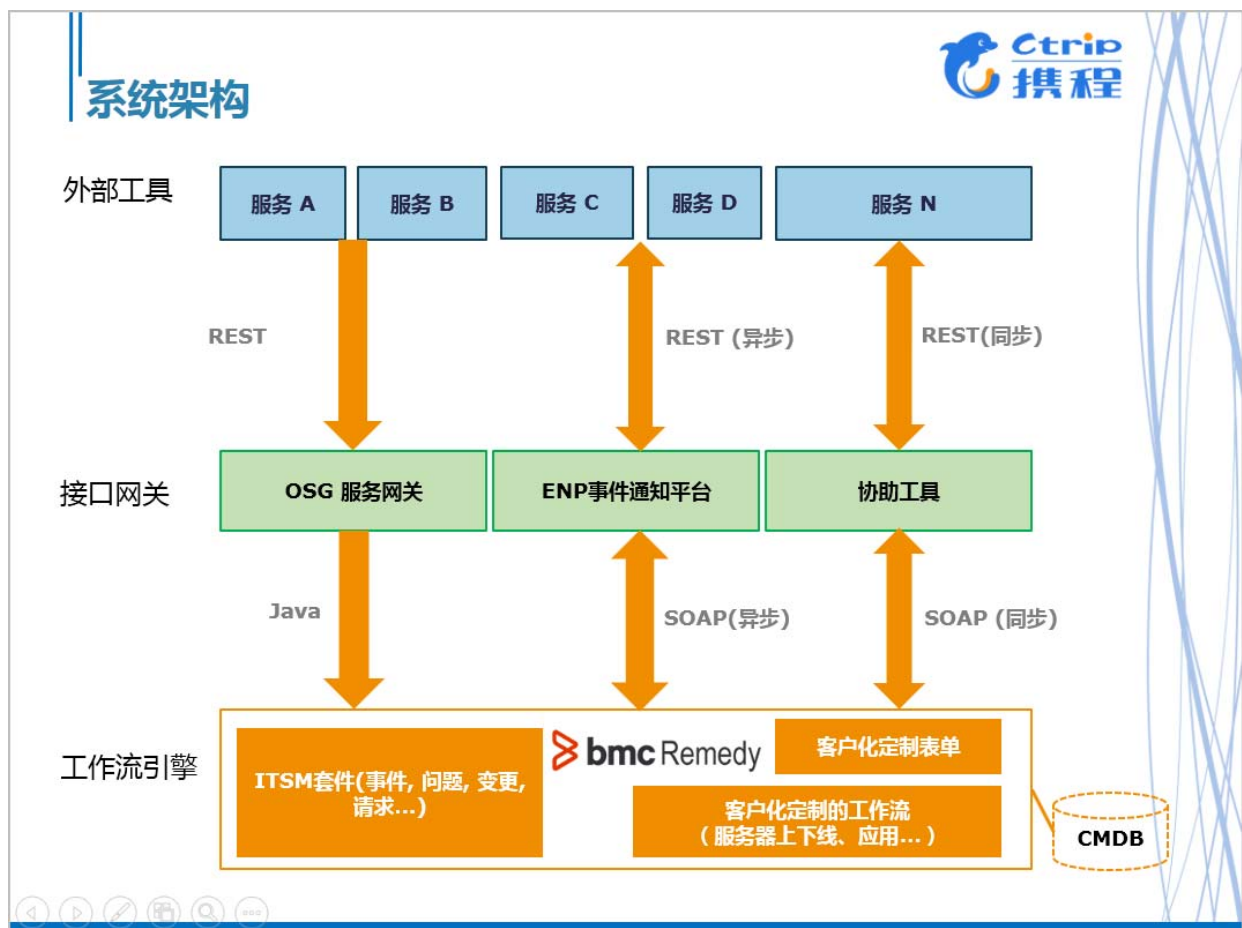 系统架构
Ctrip
携程
外部工具
服务 A
服务 B
服务 C
服务 D
服务 N
REST
REST (异步)
REST(同步)
接口网关
OSG 服务网关
ENP事件通知平台
协助工具
Java
SOAP(异步)
SOAP (同步)
工作流引擎
ITSM套件(事件, 问题, 变更,
请求...)
bmc Remedy
客户化定制表单
客户化定制的工作流
（服务器上下线、应用... ）
CMDB